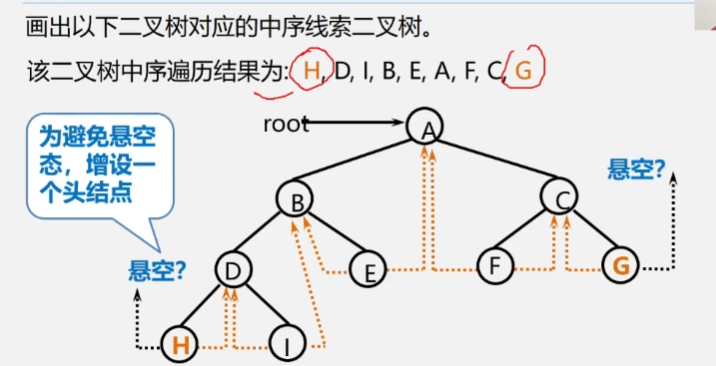 画出以下二叉树对应的中序线索二叉树。
该二叉树中序遍历结果为: H, D, I, B, E, A, F, C, G
为避免悬空
态，增设一
个头结点
root
A
悬空?
B
C
悬空?
D
E
F
G
H
I